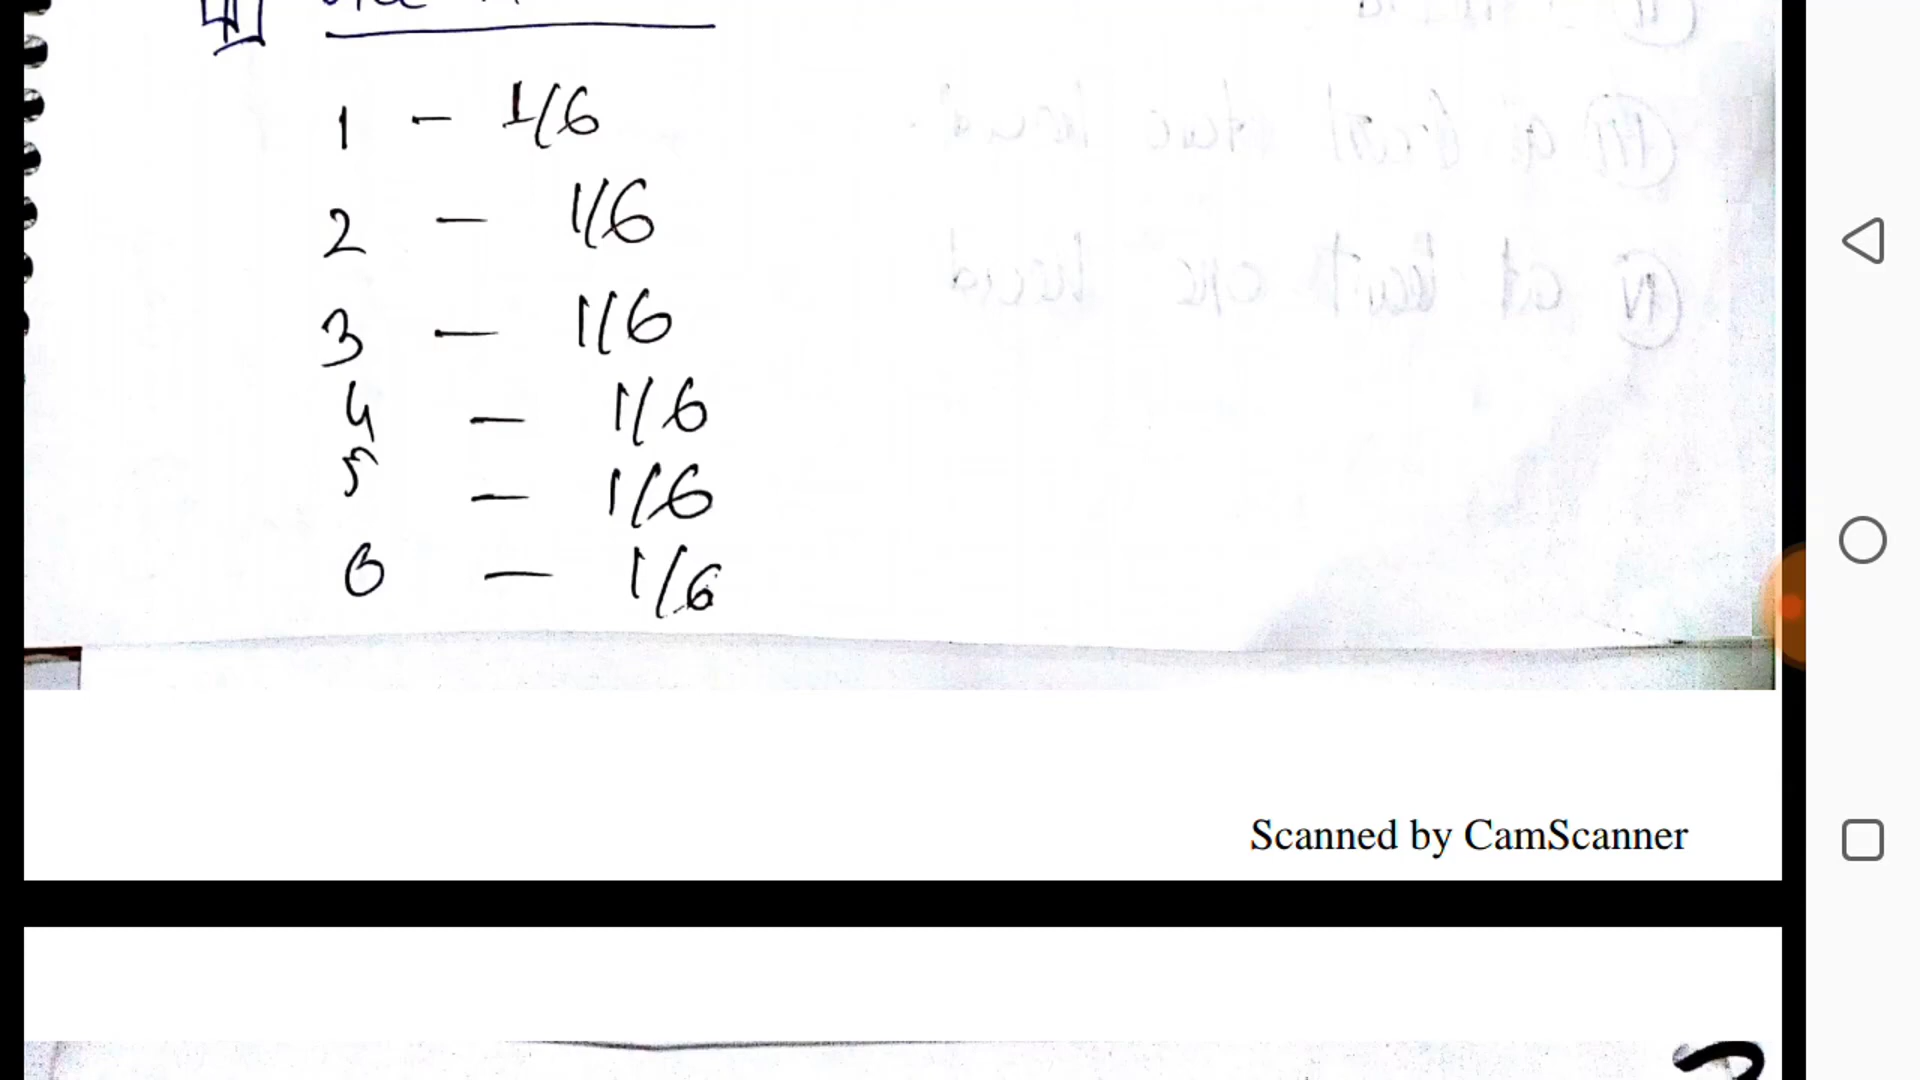 1 - 1/6
2 - 1/6
3 - 1/6
4 - 1/6
5 - 1/6
6 - 1/6
Scanned by CamScanner